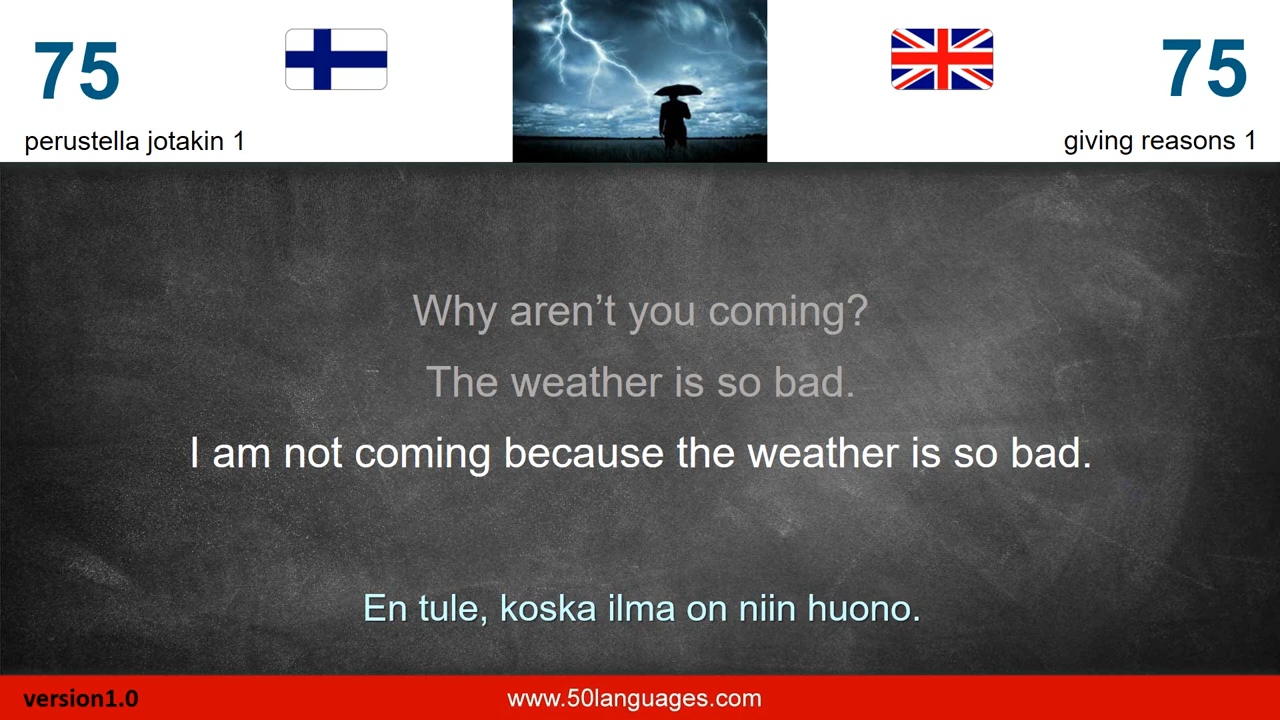 75
75
perustella jotakin 1
giving reasons 1
Why aren’t you coming?
The weather is so bad.
I am not coming because the weather is so bad.
En tule, koska ilma on niin huono.
version1.0
www.50languages.com